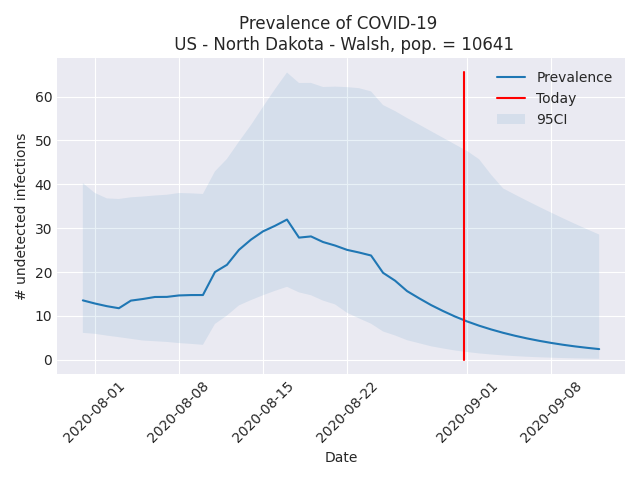 Prevalence of COVID-19
US - North Dakota - Walsh, pop. = 10641
# undetected infections
60
50
40
30
20
10
0
Prevalence
Today
95CI
2020-08-01
2020-08-08
2020-08-15
2020-08-22
2020-09-01
2020-09-08
Date